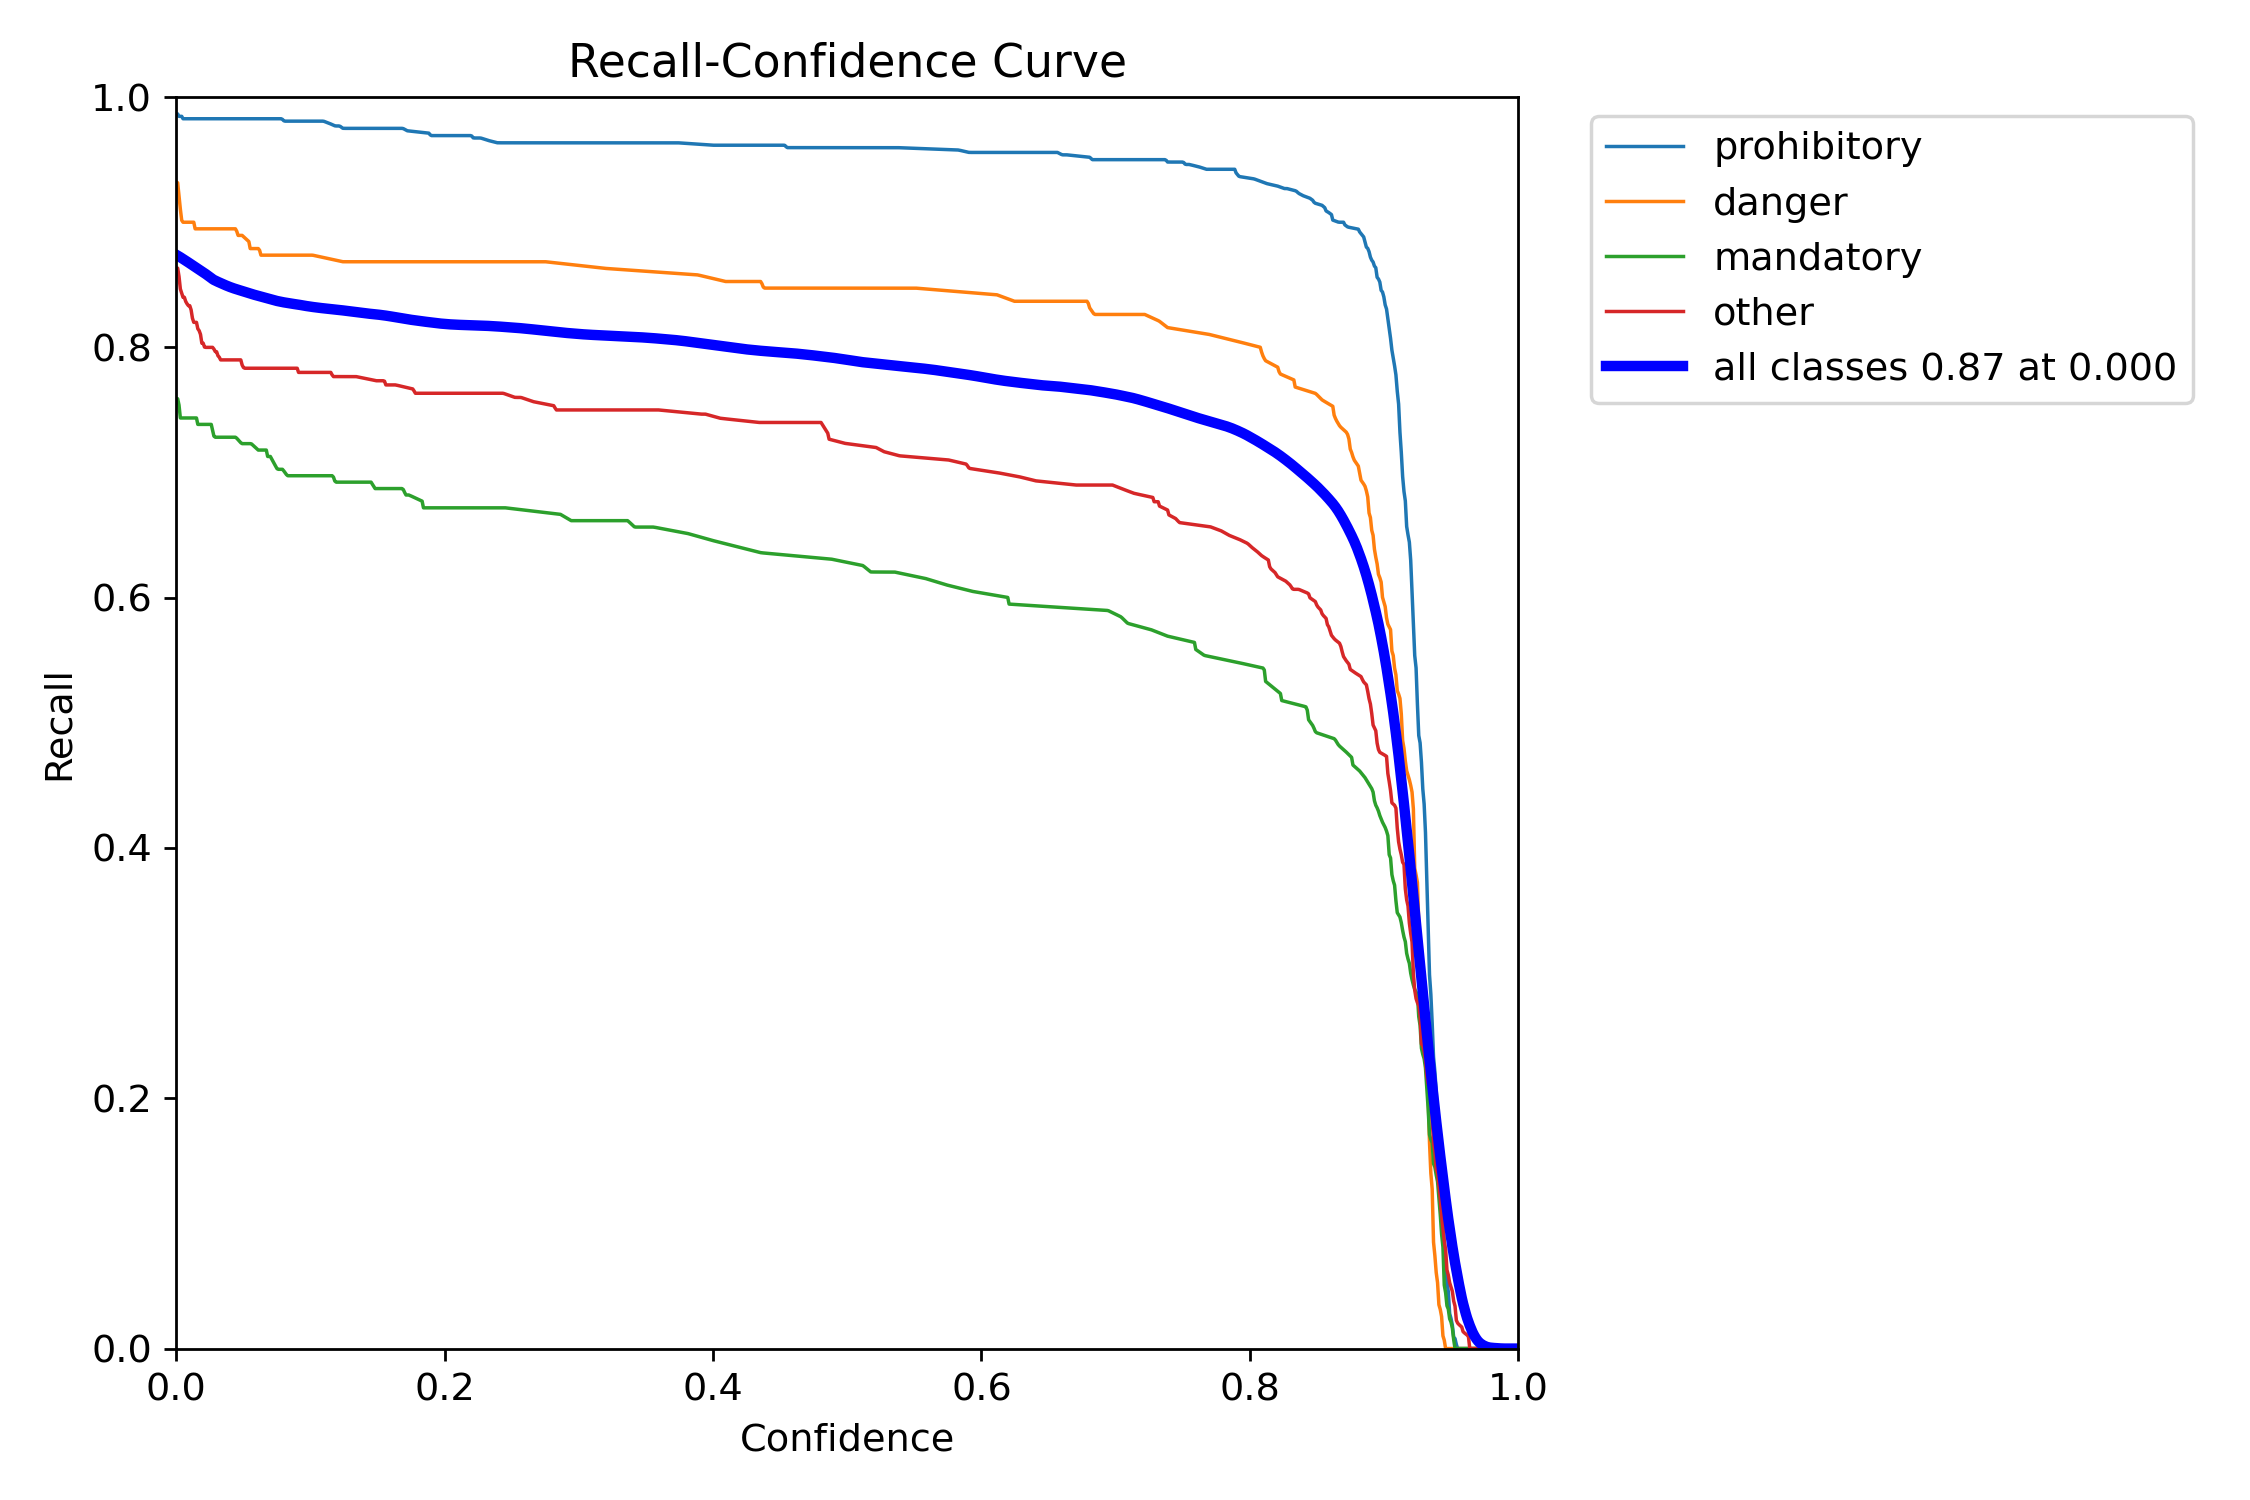 Recall-Confidence Curve
1.0
0.8
0.6
0.4
0.2
0.0
Recall
0.0 0.2 0.4 0.6 0.8 1.0
Confidence
prohibitory
danger
mandatory
other
all classes 0.87 at 0.000